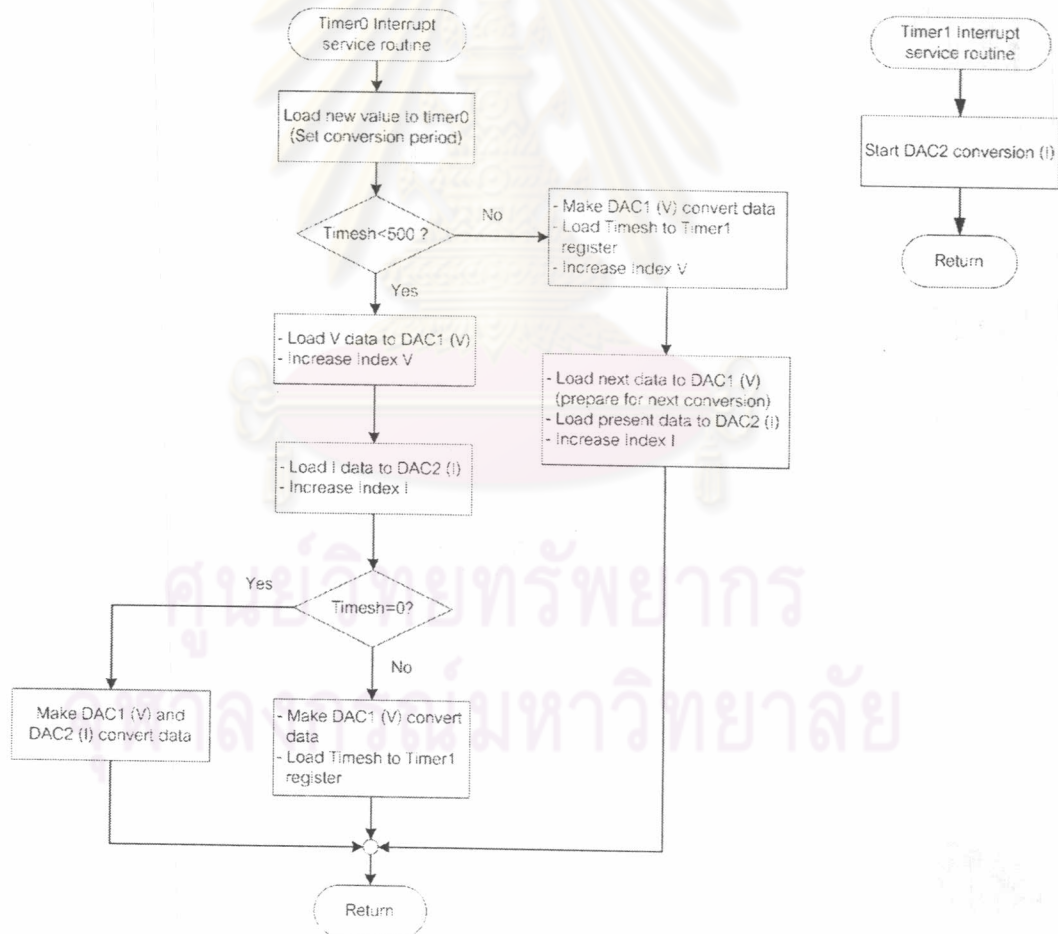 Timer0 Interrupt
service routine
Load new value to timer0
(Set conversion period)
Timesh<500 ?
No
Yes
- Make DAC1 (V) convert data
- Load Timesh to Timer1
register
- Increase Index V
- Load V data to DAC1 (V)
- Increase Index V
- Load next data to DAC1 (V)
(prepare for next conversion)
- Load present data to DAC2 (I)
- Increase Index I
- Load I data to DAC2 (I)
- Increase Index I
Timesh=0?
Yes
No
Make DAC1 (V) and
DAC2 (I) convert data
- Make DAC1 (V) convert
data
- Load Timesh to Timer1
register
Return
Timer1 Interrupt
service routine
Start DAC2 conversion (I)
Return
ศูนย์วิทยทรัพยากร
จุฬาลงกรณ์มหาวิทยาลัย